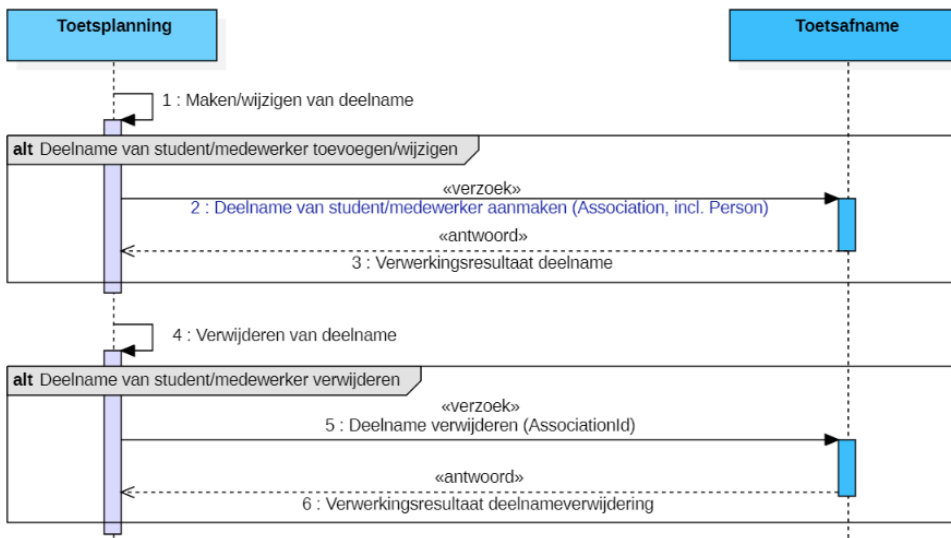 Toetsplanning
Toetsafname
1 : Maken/wijzigen van deelname
alt Deelname van student/medewerker toevoegen/wijzigen
«verzoek»
2 : Deelname van student/medewerker aanmaken (Association, incl. Person)
«antwoord»
3 : Verwerkingsresultaat deelname
4 : Verwijderen van deelname
alt Deelname van student/medewerker verwijderen
«verzoek»
5 : Deelname verwijderen (AssociationId)
«antwoord»
6 : Verwerkingsresultaat deelnameverwijdering